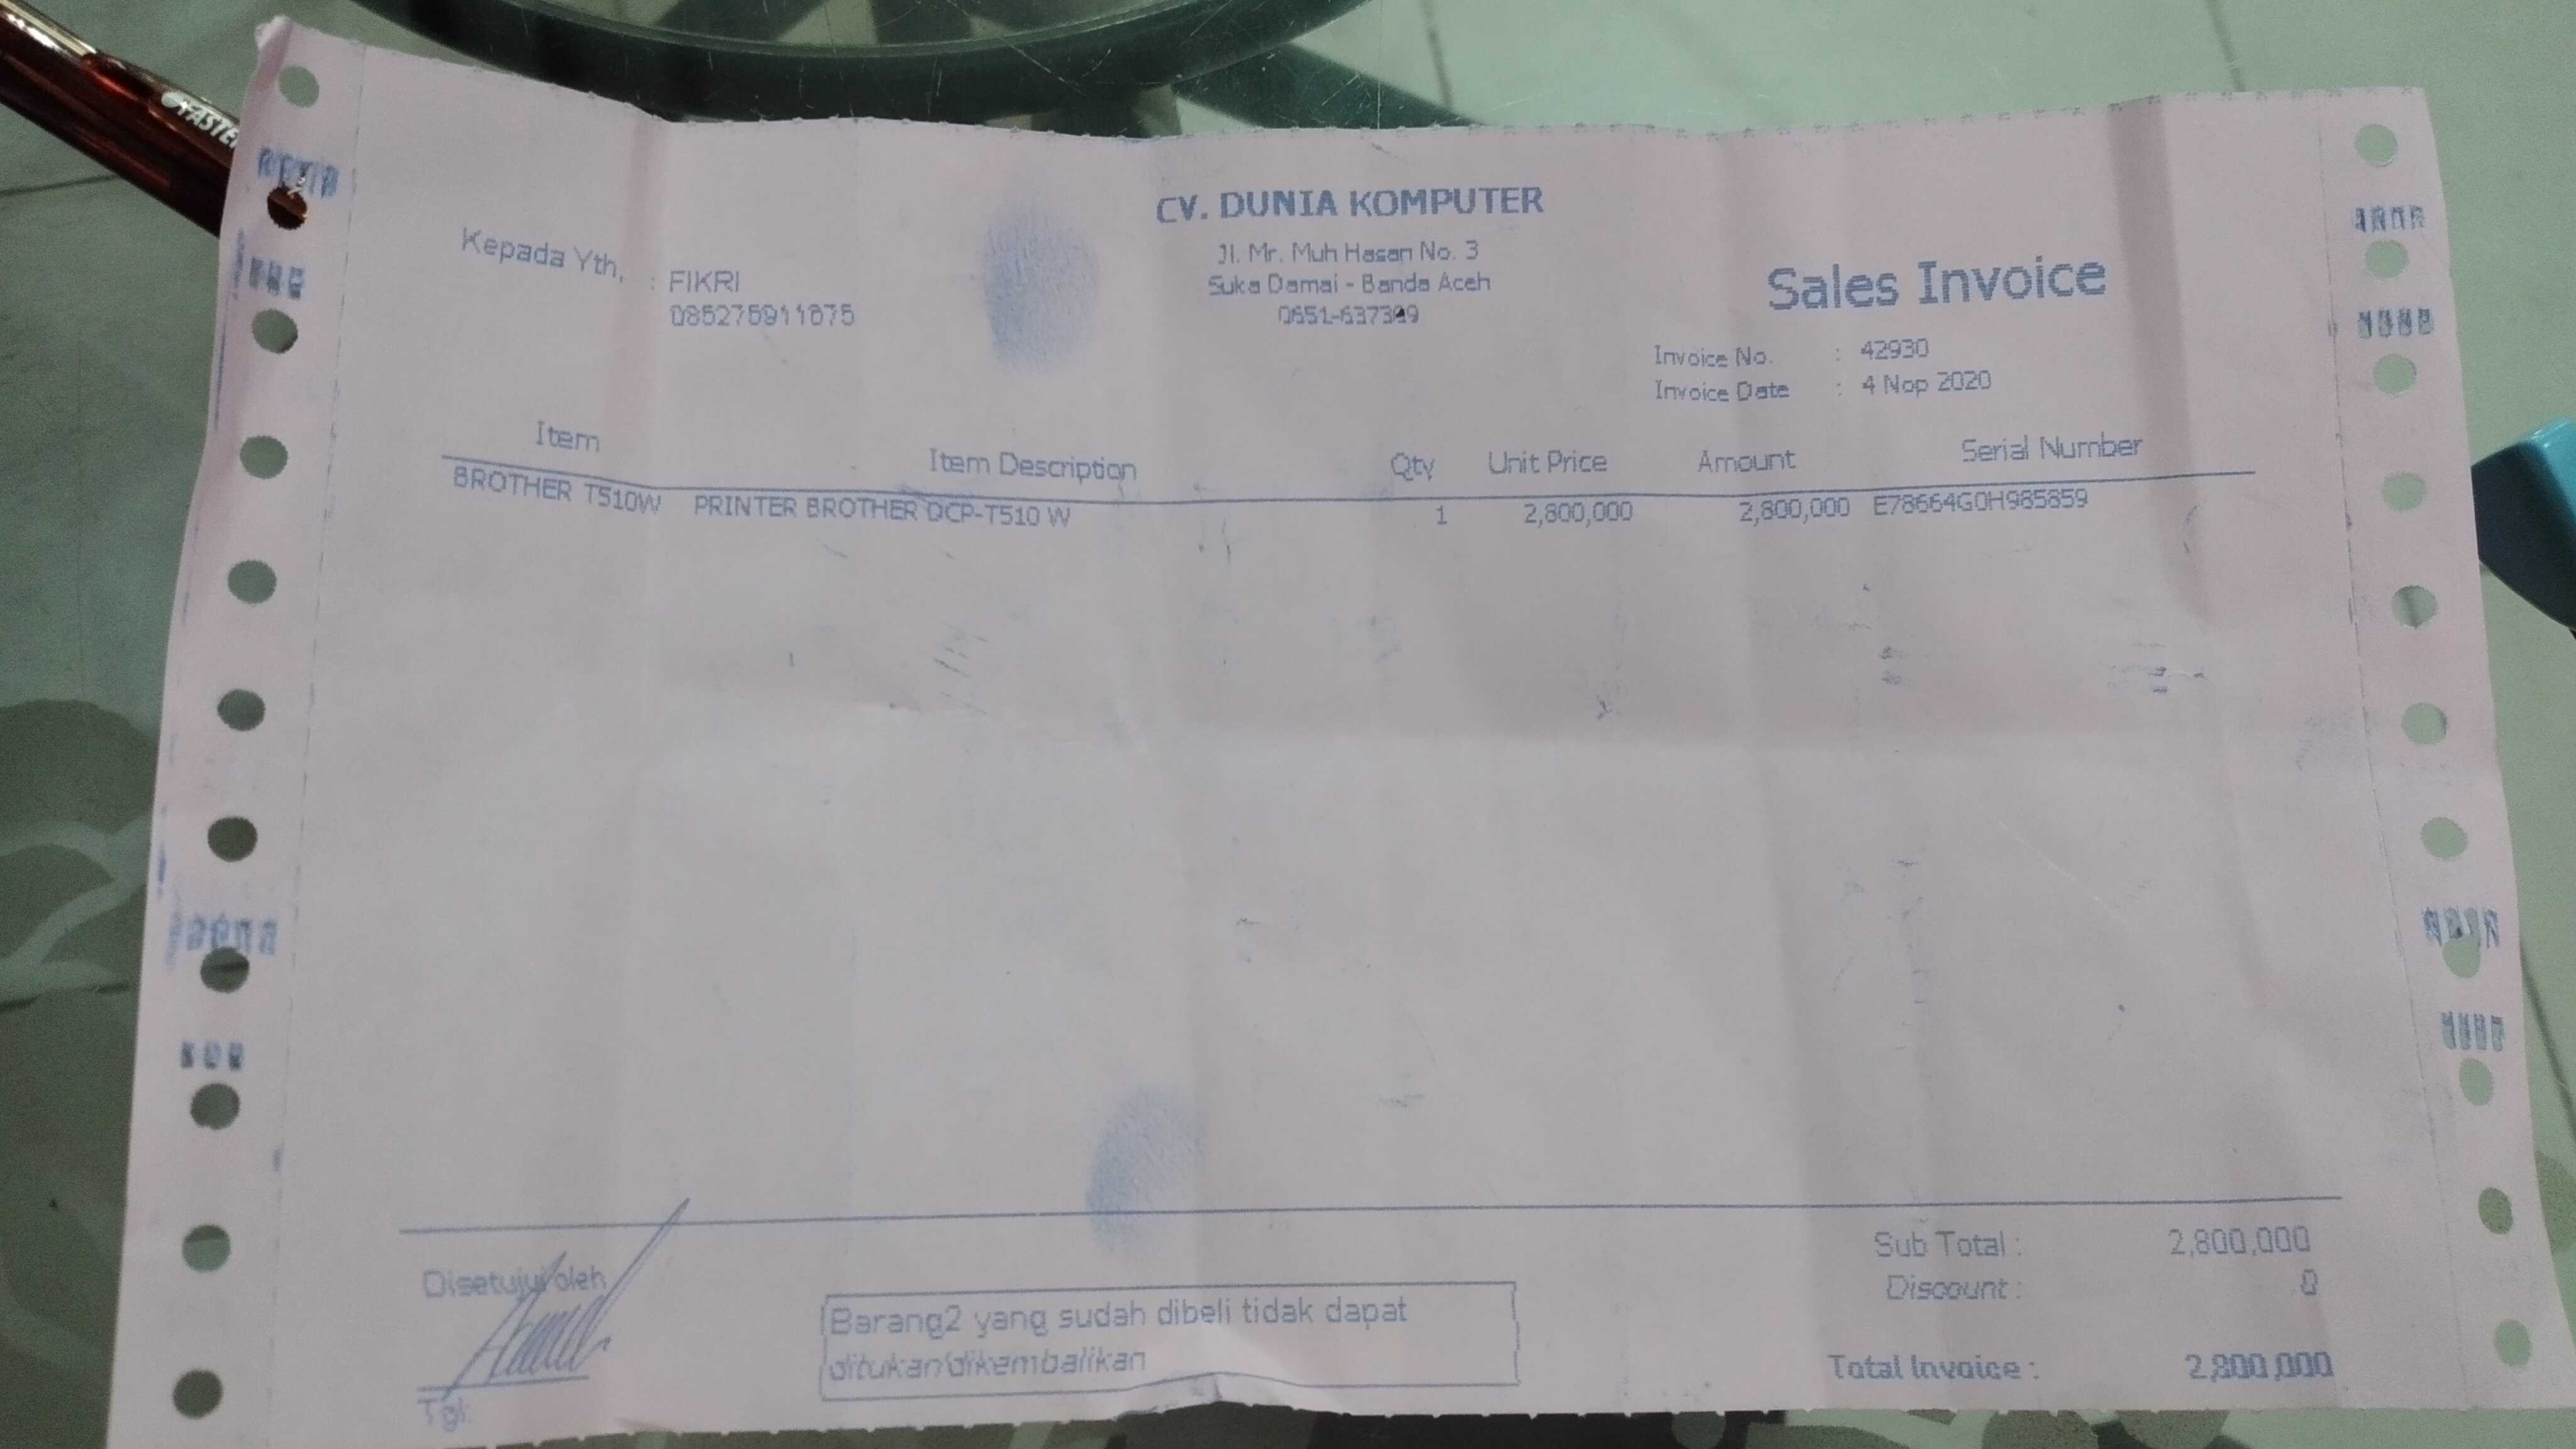 FASTE
CV. DUNIA KOMPUTER
Jl. Mr. Muh Hasan No. 3
Suka Damai - Banda Aceh
Kepada Yth, : FIKRI
Sales Invoice
Invoice No. : 42930
Invoice Date : 4 Nop 2020
Item Item Description Qty Unit Price Amount Serial Number
BROTHER T510W PRINTER BROTHER DCP-T510 W 1 2,800,000 2,800,000 E78664G0H985859
Sub Total : 2,800,000
Discount : 0
Total Invoice : 2,800,000
Disetujui oleh
Tgl:
Barang2 yang sudah dibeli tidak dapat
ditukan/dikembalikan